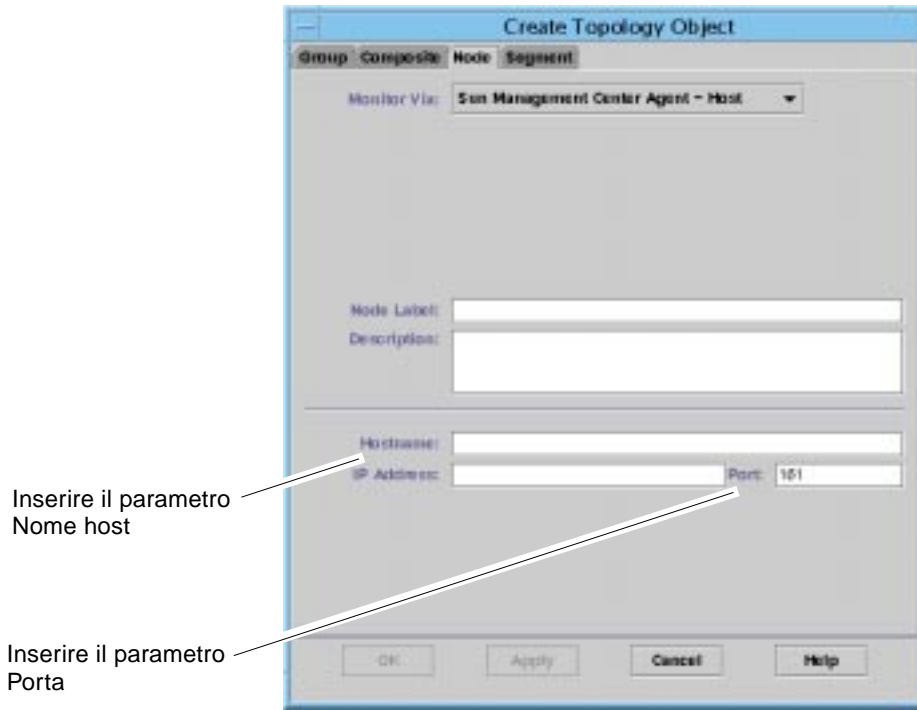 Create Topology Object
Group Composite Node Segment
Monitor Via: Sun Management Center Agent - Host
Node Label:
Description:
Hostname:
IP Address: Port: 161
Inserire il parametro
Nome host
Inserire il parametro
Porta
OK Apply Cancel Help